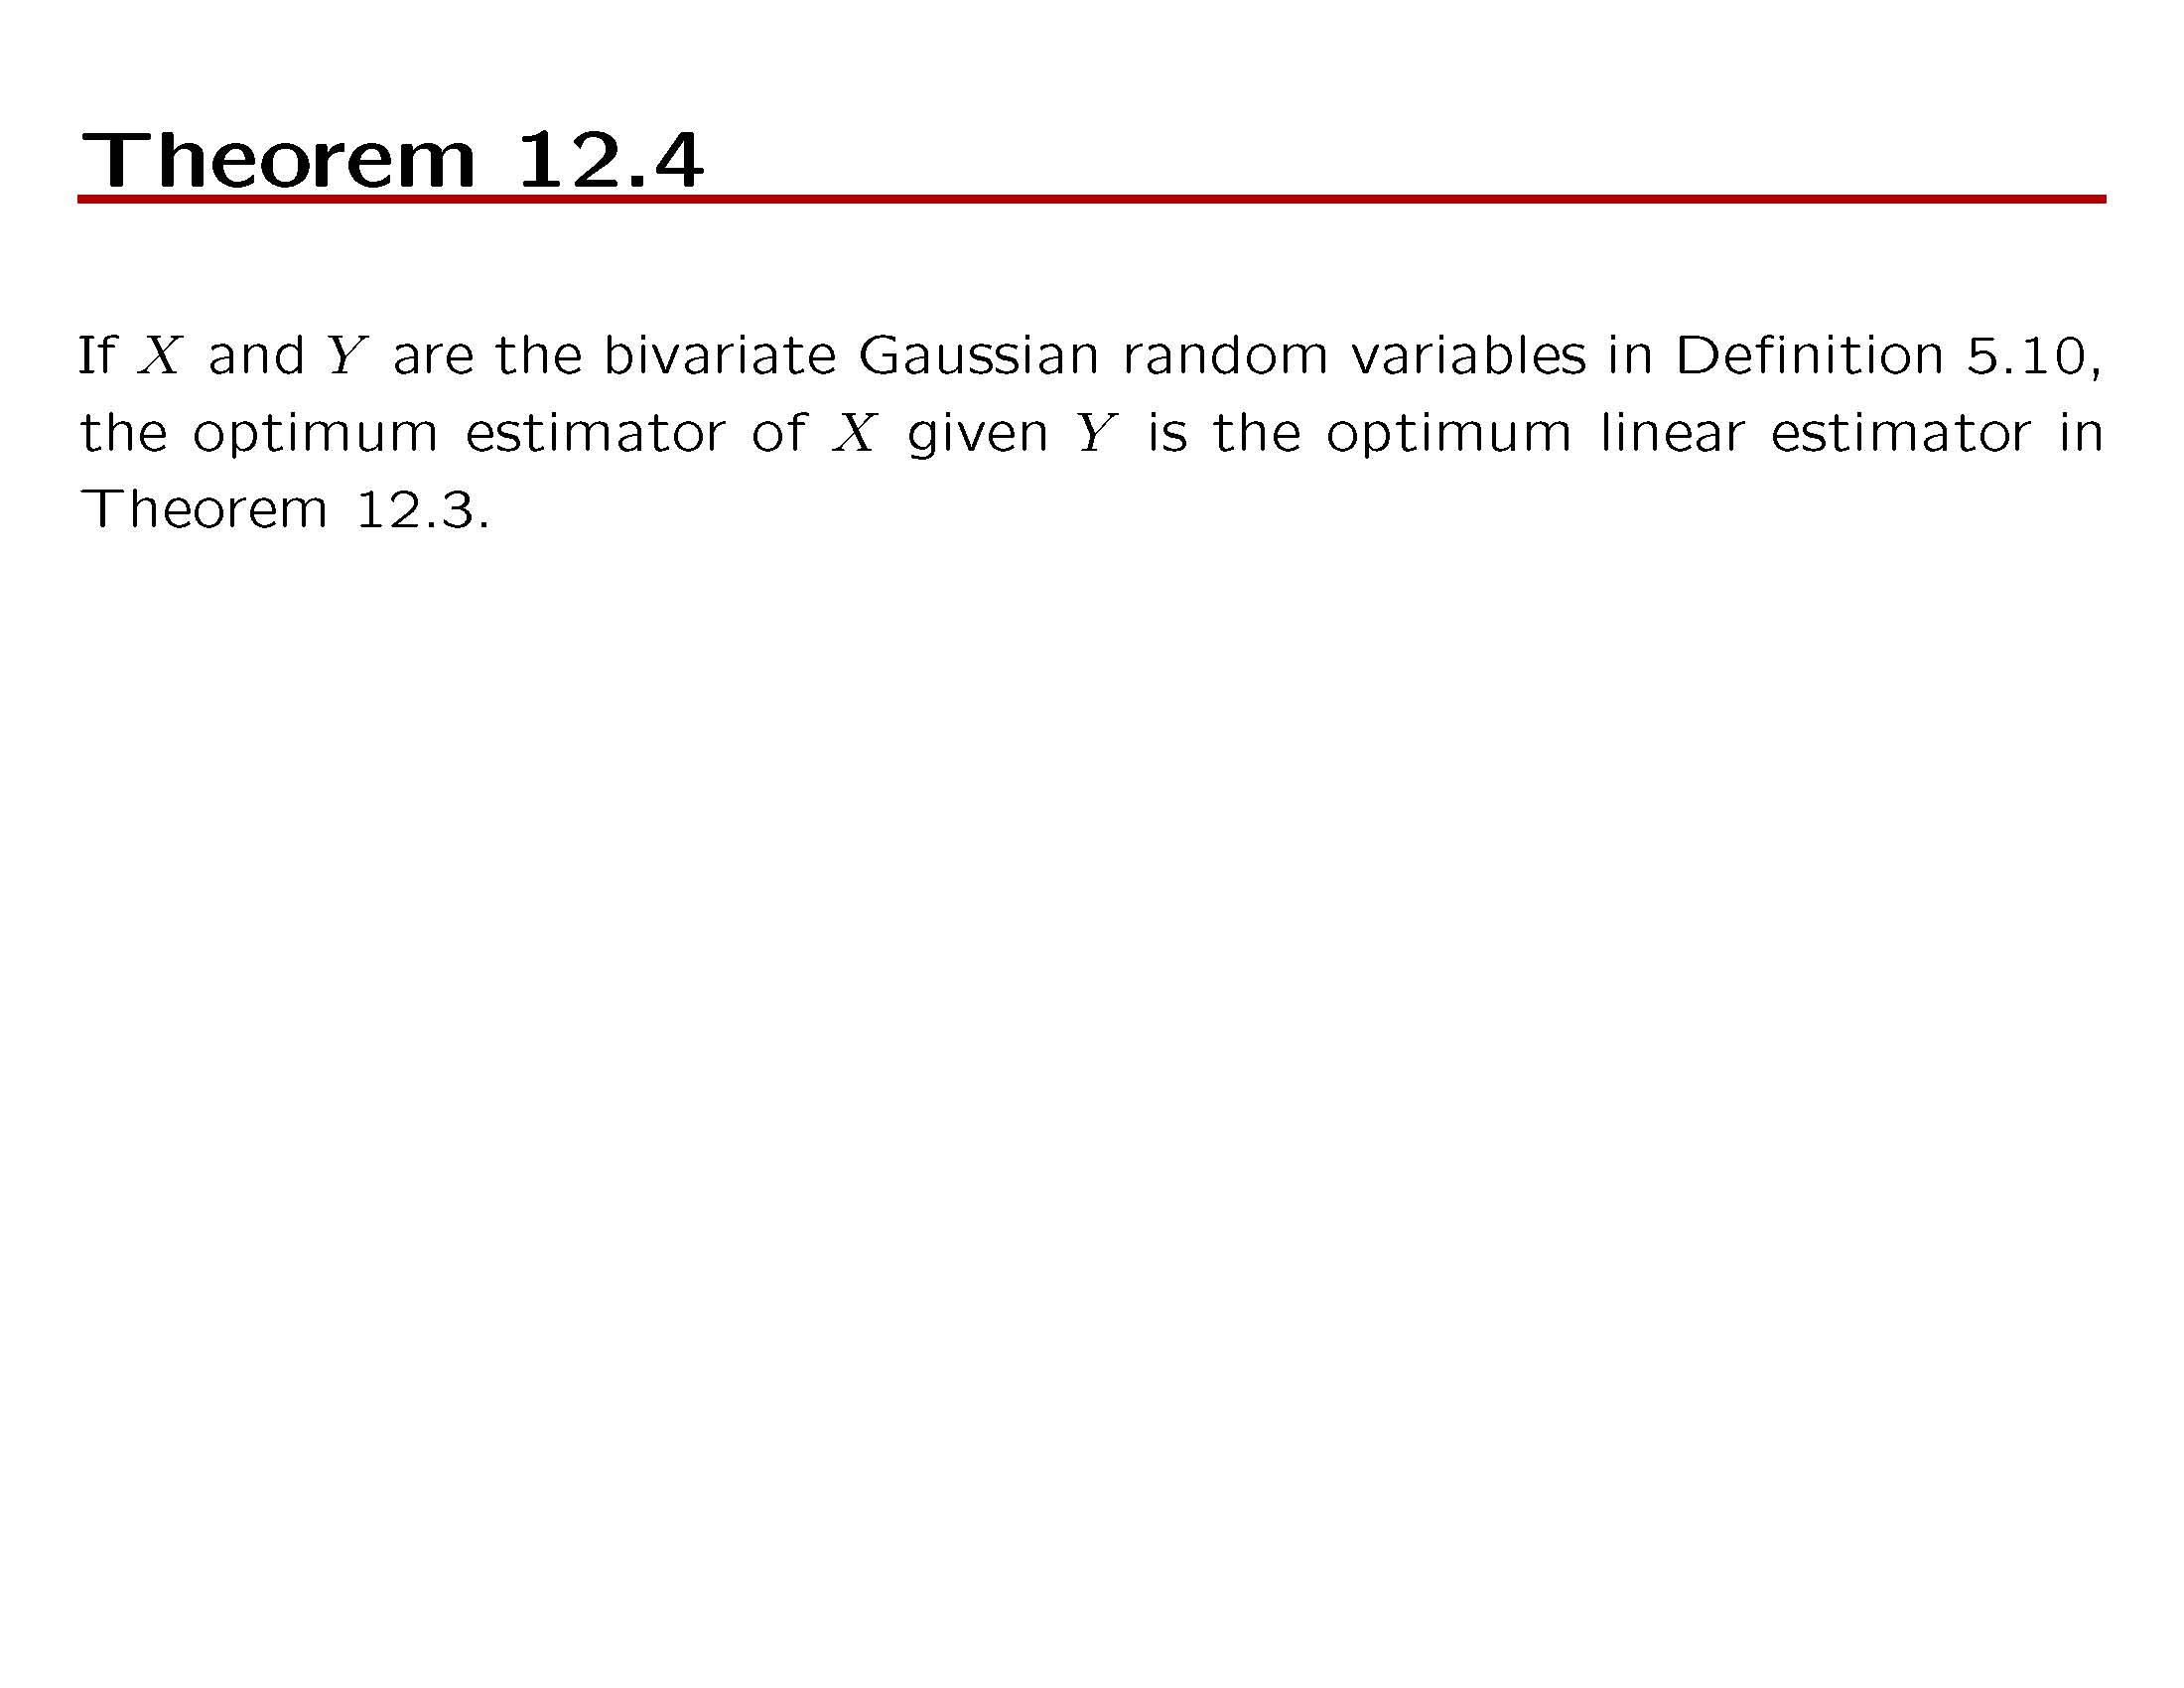 Theorem 12.4
If X and Y are the bivariate Gaussian random variables in Definition 5.10,
the optimum estimator of X given Y is the optimum linear estimator in
Theorem 12.3.